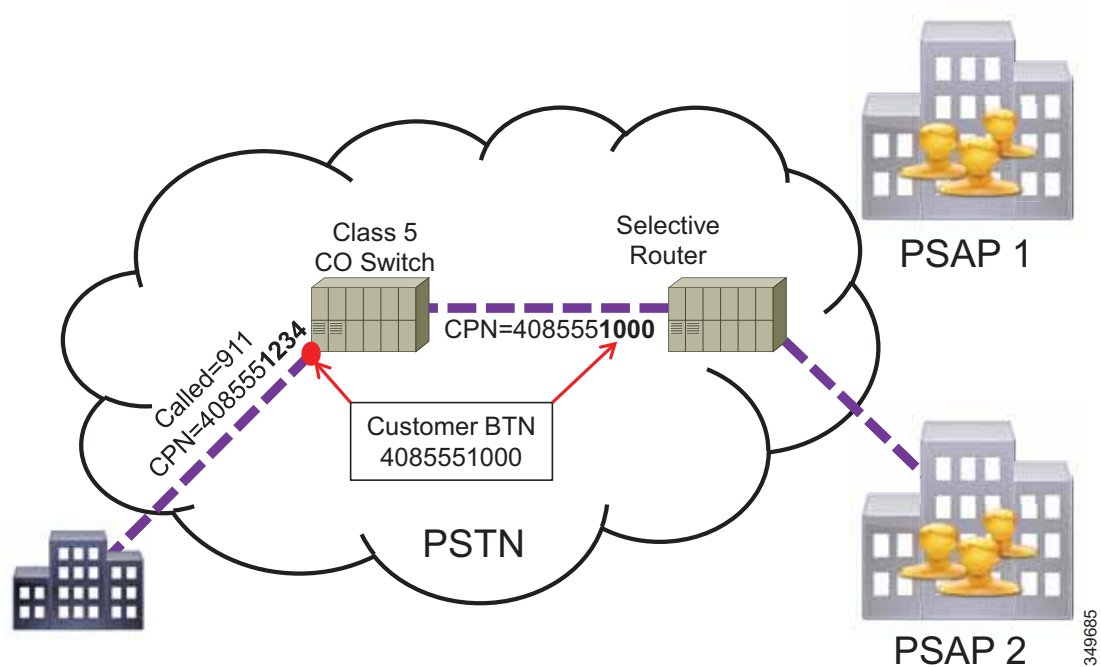 PSAP 1
Class 5
CO Switch
Selective
Router
Called=911
CPN=4085551234
CPN=4085551000
Customer BTN
4085551000
PSTN
PSAP 2
349685